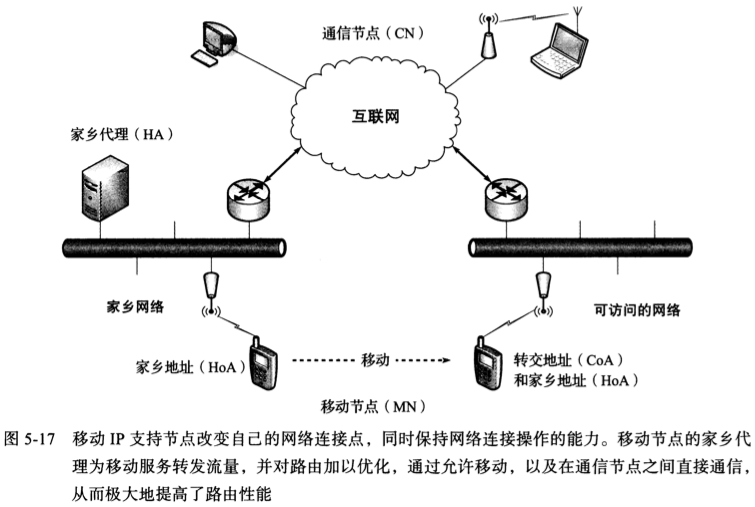 通信节点（CN）
互联网
家乡代理（HA）
家乡网络
可访问的网络
家乡地址（HoA）
移动
转交地址（CoA）
和家乡地址（HoA）
移动节点（MN）
图 5-17 移动 IP 支持节点改变自己的网络连接点，同时保持网络连接操作的能力。移动节点的家乡代
理为移动服务转发流量，并对路由加以优化，通过允许移动，以及在通信节点之间直接通信，
从而极大地提高了路由性能